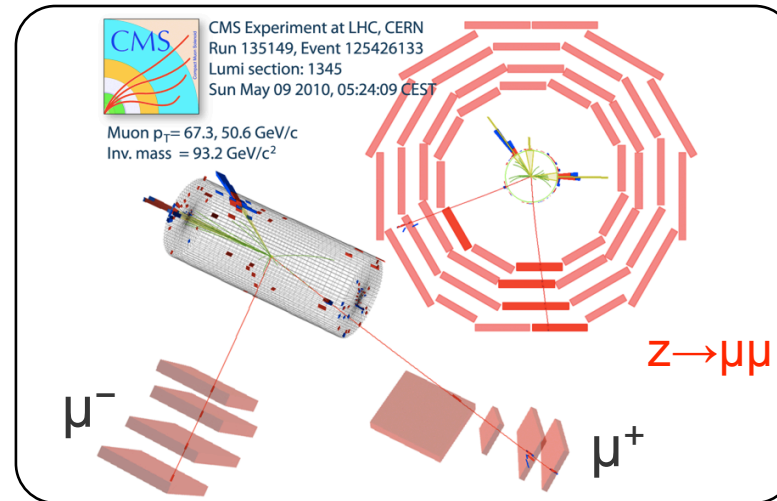 CMS
CMS Experiment at LHC, CERN
Run 135149, Event 125426133
Lumi section: 1345
Sun May 09 2010, 05:24:09 CEST
Muon pT= 67.3, 50.6 GeV/c
Inv. mass = 93.2 GeV/c²
z→μμ
μ⁻
μ⁺